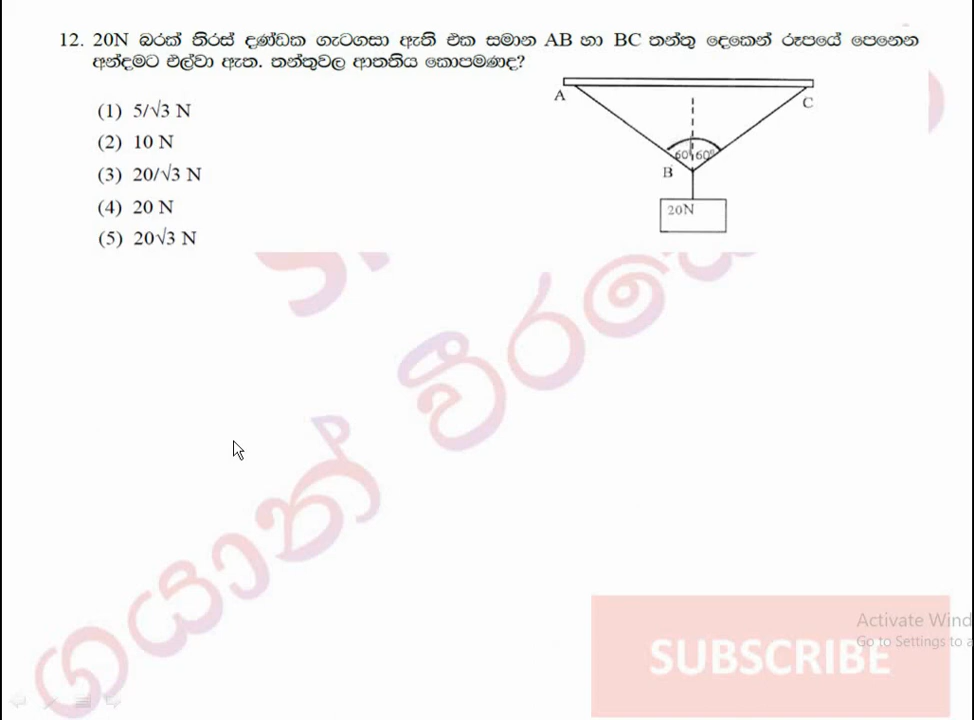 12. 20N බරක් තිරස් දණ්ඩක ගැටගසා ඇති එක සමාන AB හා BC තන්තු දෙකෙන් රූපයේ පෙනෙන
අන්දමට එල්වා ඇත. තන්තුවල ආතතිය කොපමණද?
(1) 5/√3 N
(2) 10 N
(3) 20/√3 N
(4) 20 N
(5) 20√3 N
A
C
60 60°
B
20N
ගයාන් වීරසේ
Activate Wind
Go to Settings to a
SUBSCRIBE